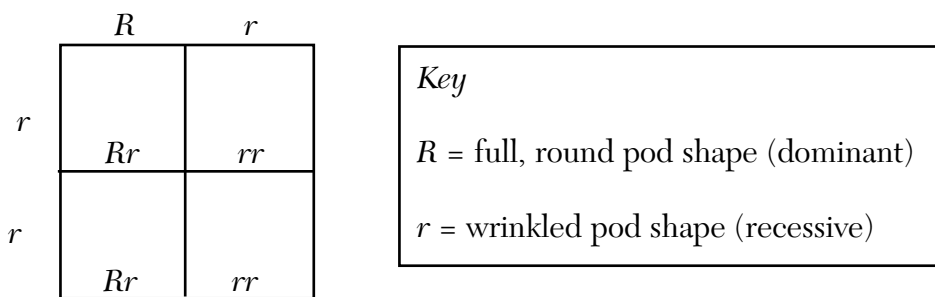 R r
r
Rr rr
r
Rr rr
Key
R = full, round pod shape (dominant)
r = wrinkled pod shape (recessive)